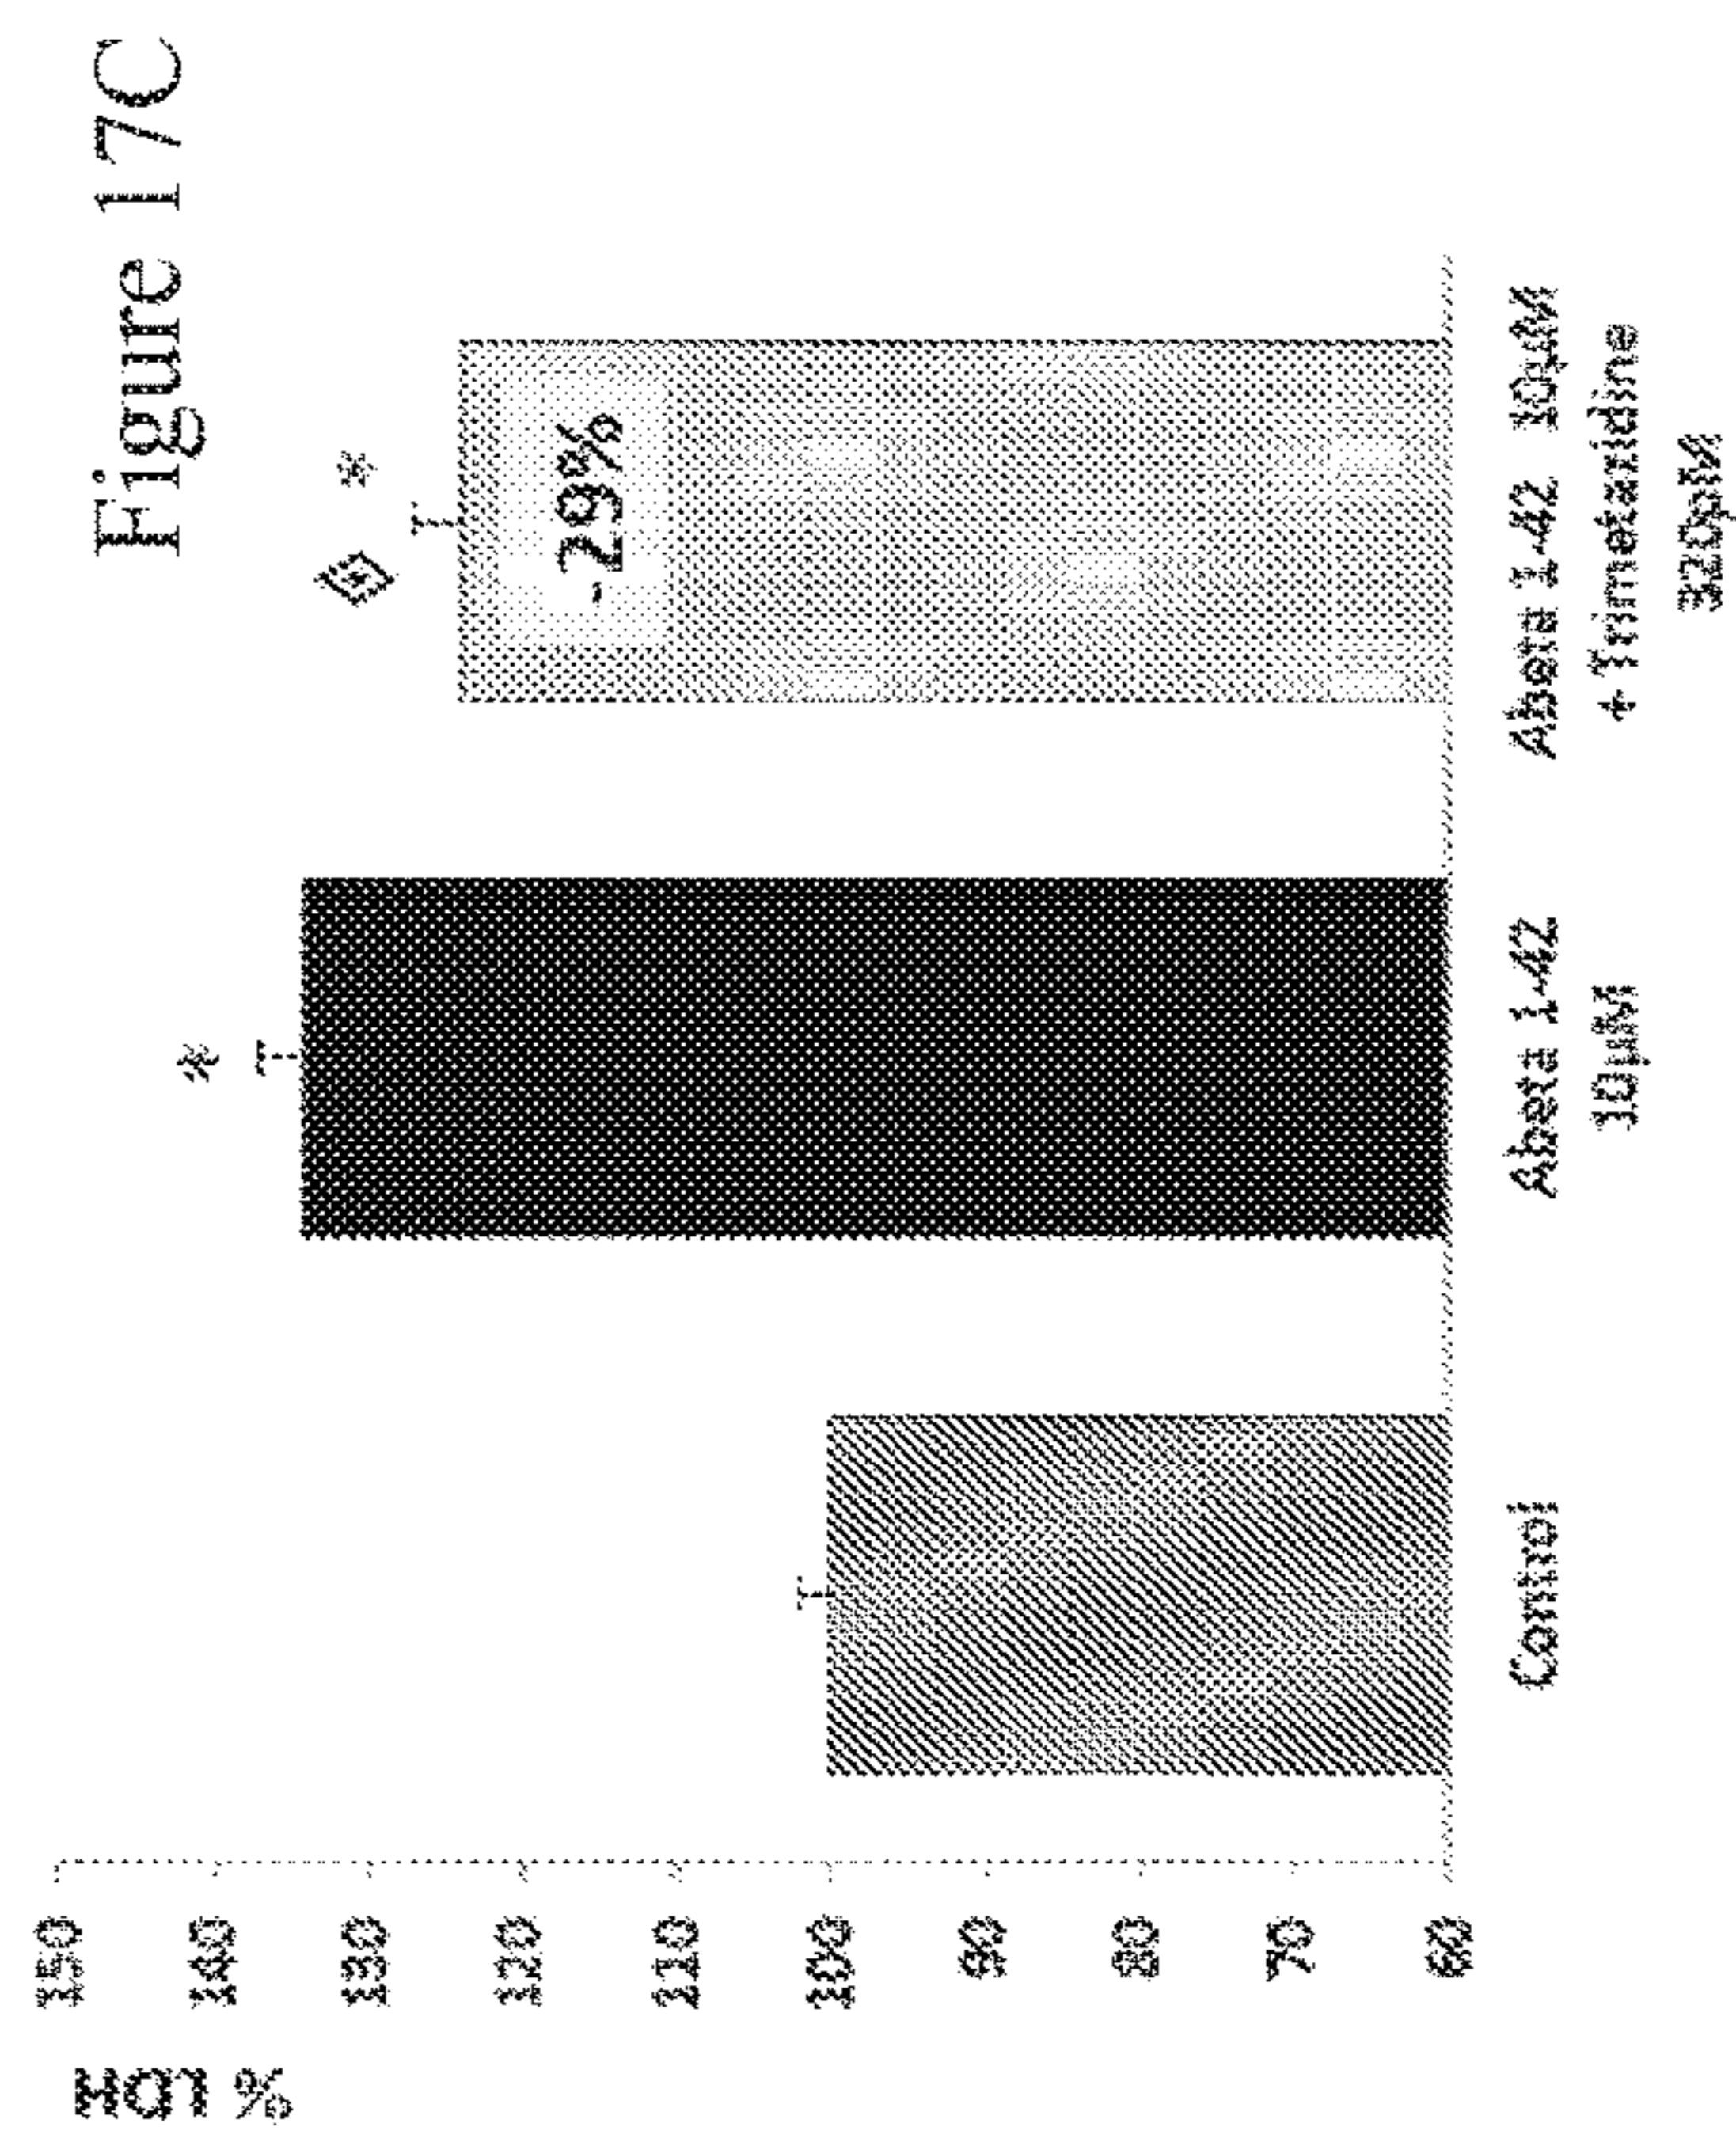 Figure 17C
LDH
%
150
140
130
120
110
100
90
80
70
60
*
◇ *
-29%
Control
Abeta 1-42
10µM
Abeta 1-42 10µM
+ Trimetazidine
320pM